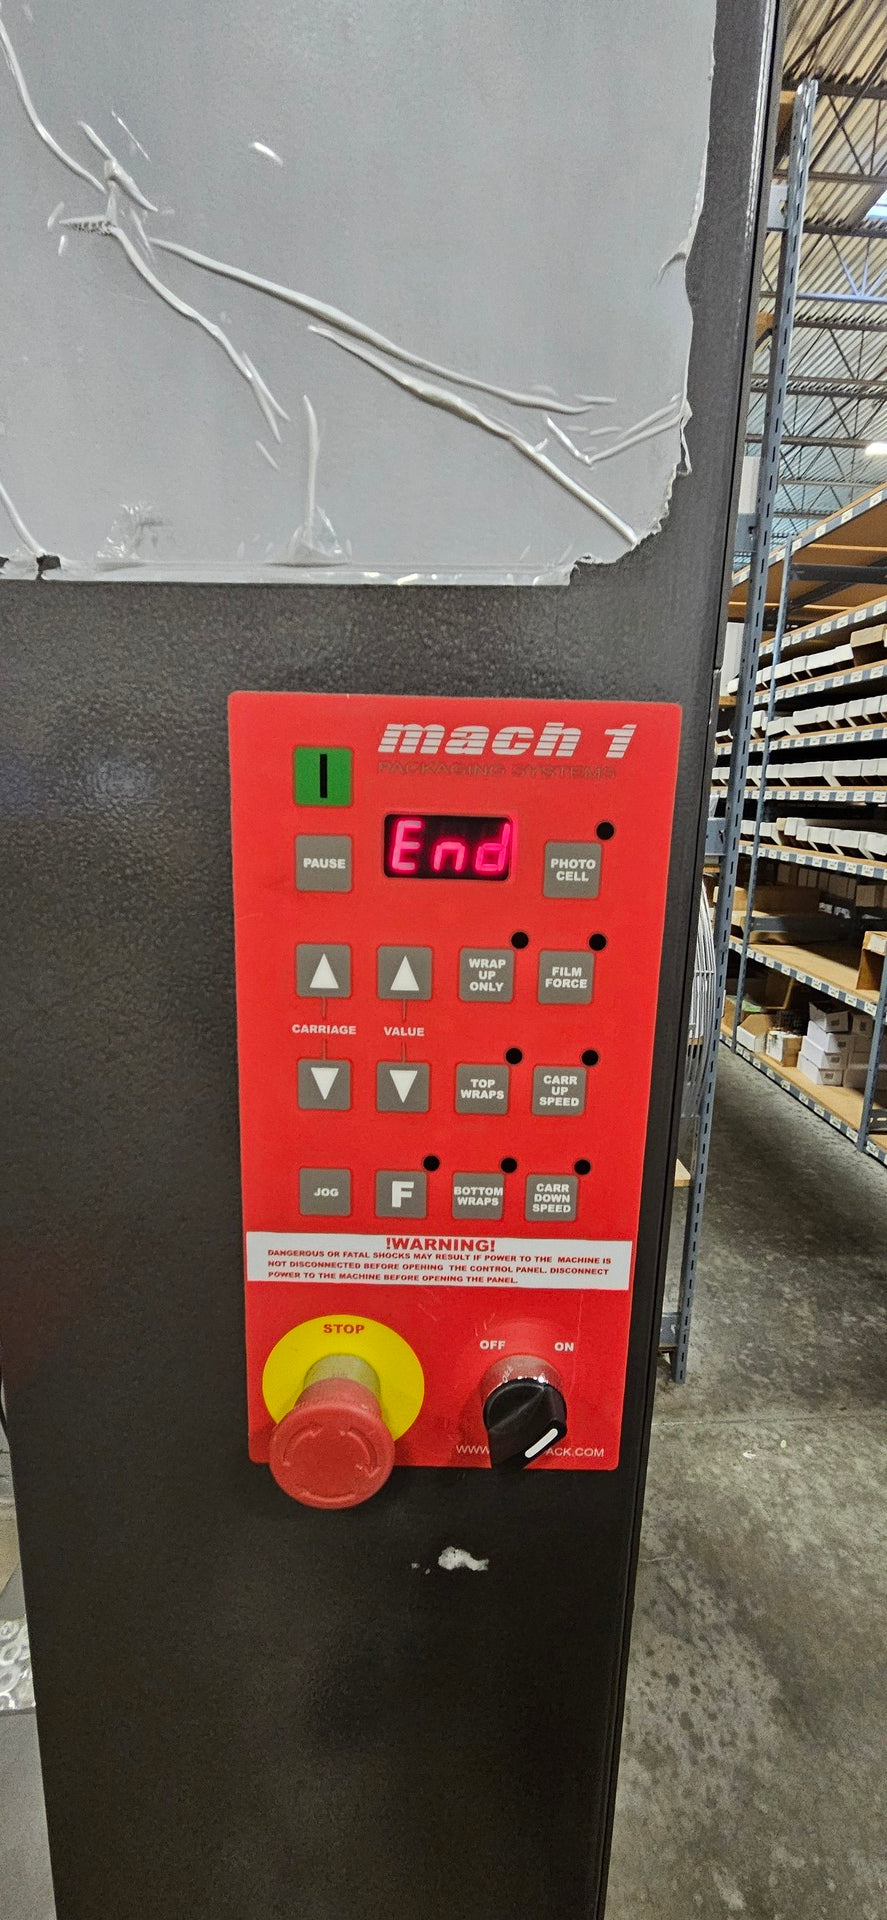 mach 1
PACKAGING SYSTEMS
End
PAUSE
PHOTO
CELL
WRAP
UP
ONLY
FILM
FORCE
CARRIAGE
VALUE
TOP
WRAPS
CARR
UP
SPEED
JOG
F
BOTTOM
WRAPS
CARR
DOWN
SPEED
!WARNING!
DANGEROUS OR FATAL SHOCKS MAY RESULT IF POWER TO THE MACHINE IS
NOT DISCONNECTED BEFORE OPENING THE CONTROL PANEL. DISCONNECT
POWER TO THE MACHINE BEFORE OPENING THE PANEL.
STOP
OFF
ON